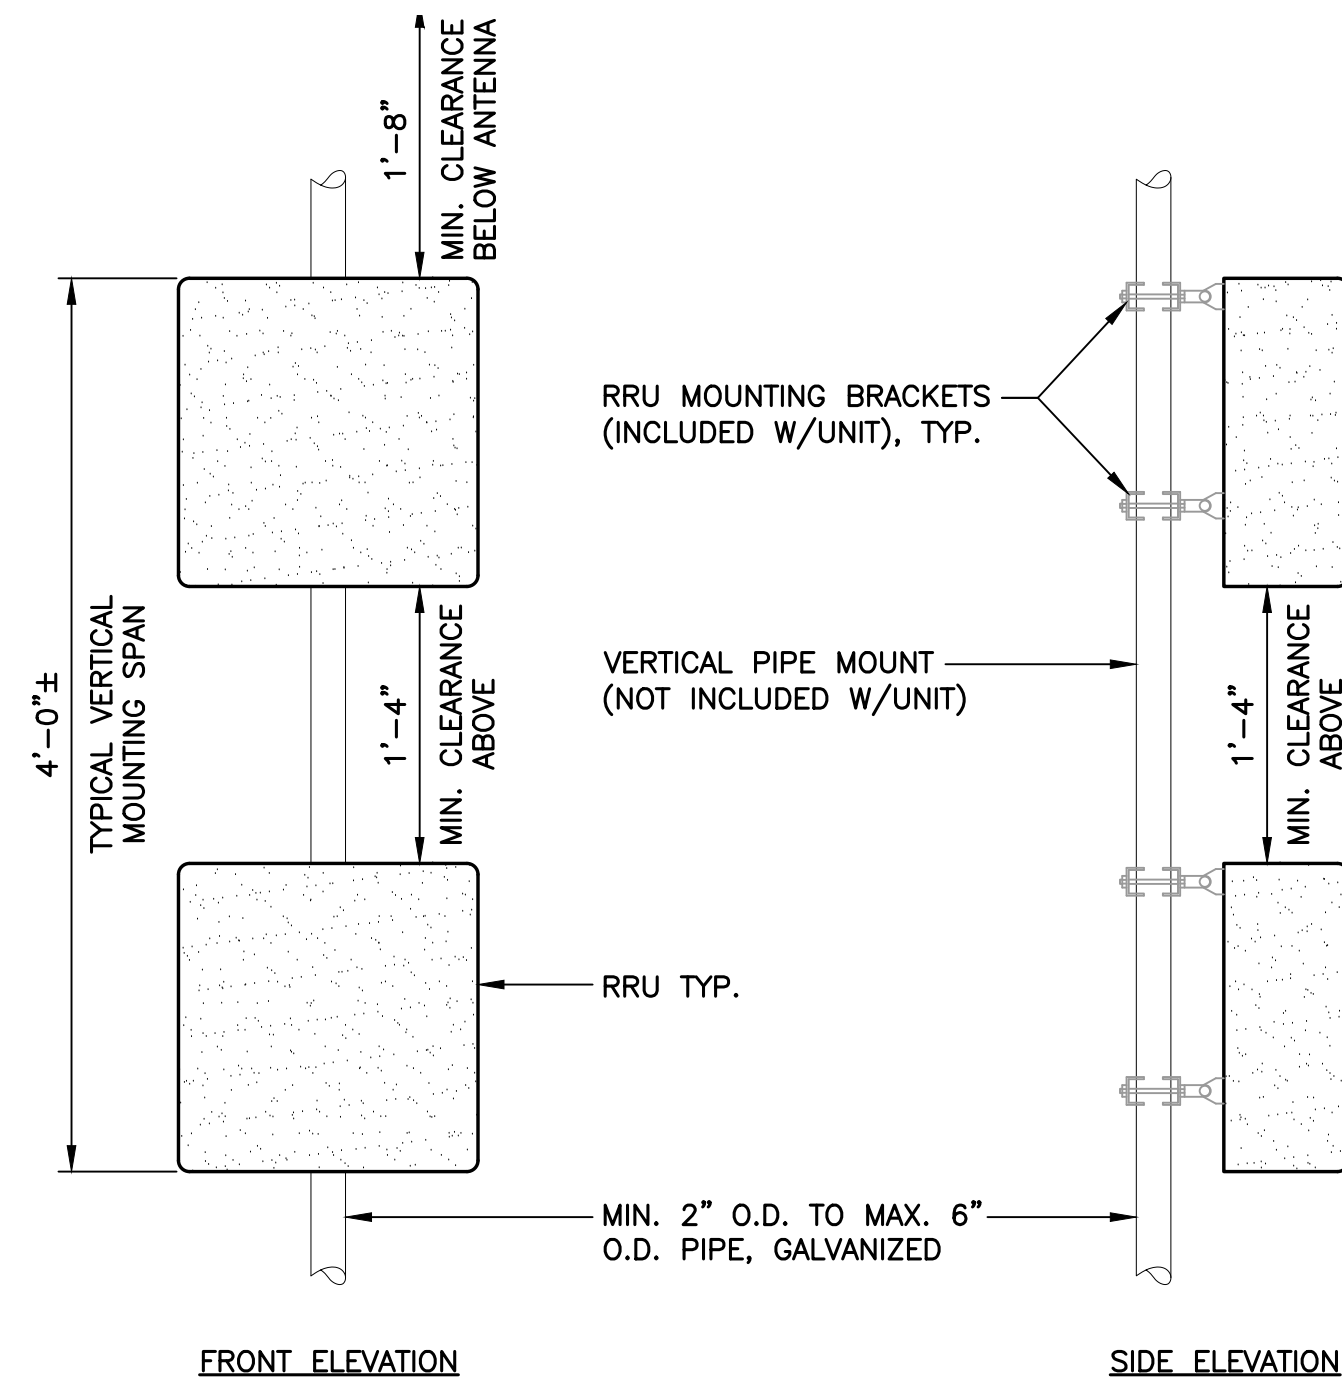 1'-8"
MIN. CLEARANCE
BELOW ANTENNA
RRU MOUNTING BRACKETS
(INCLUDED W/UNIT), TYP.
4'-0"±
TYPICAL VERTICAL
MOUNTING SPAN
1'-4"
MIN. CLEARANCE
ABOVE
VERTICAL PIPE MOUNT
(NOT INCLUDED W/UNIT)
1'-4"
MIN. CLEARANCE
ABOVE
RRU TYP.
MIN. 2" O.D. TO MAX. 6"
O.D. PIPE, GALVANIZED
FRONT ELEVATION
SIDE ELEVATION